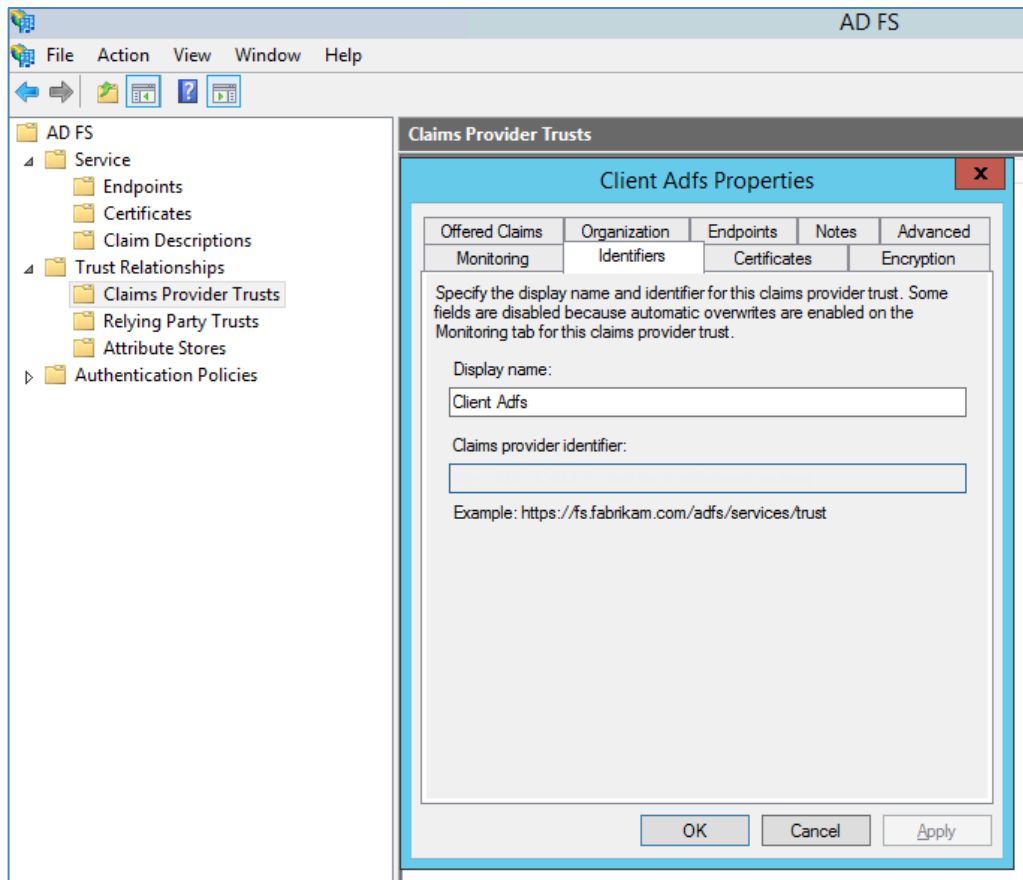 AD FS
File Action View Window Help
AD FS
Service
Endpoints
Certificates
Claim Descriptions
Trust Relationships
Claims Provider Trusts
Relying Party Trusts
Attribute Stores
Authentication Policies
Claims Provider Trusts
Client Adfs Properties
Offered Claims Organization Endpoints Notes Advanced
Monitoring Identifiers Certificates Encryption
Specify the display name and identifier for this claims provider trust. Some
fields are disabled because automatic overwrites are enabled on the
Monitoring tab for this claims provider trust.
Display name:
Client Adfs
Claims provider identifier:
Example: https://fs.fabrikam.com/adfs/services/trust
OK Cancel Apply